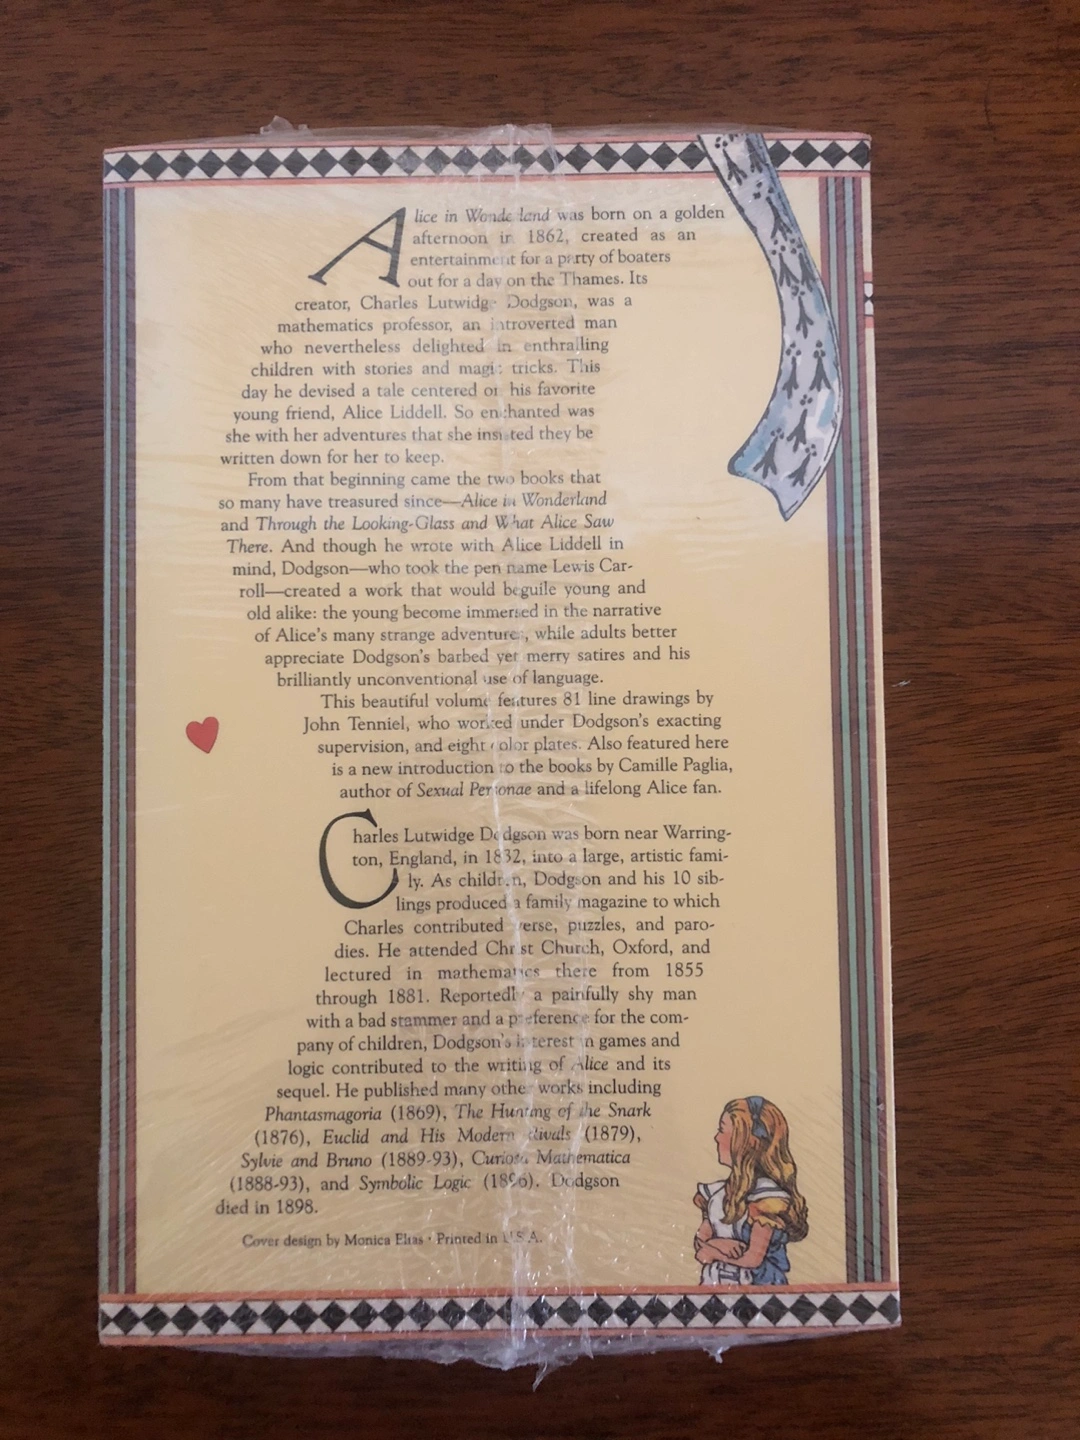 Alice in Wonderland was born on a golden
afternoon in 1862, created as an
entertainment for a party of boaters
out for a day on the Thames. Its
creator, Charles Lutwidge Dodgson, was a
mathematics professor, an introverted man
who nevertheless delighted in enthralling
children with stories and magic tricks. This
day he devised a tale centered on his favorite
young friend, Alice Liddell. So enchanted was
she with her adventures that she insisted they be
written down for her to keep.
From that beginning came the two books that
so many have treasured since—Alice in Wonderland
and Through the Looking-Glass and What Alice Saw
There. And though he wrote with Alice Liddell in
mind, Dodgson—who took the pen name Lewis Car-
roll—created a work that would beguile young and
old alike: the young become immersed in the narrative
of Alice's many strange adventures, while adults better
appreciate Dodgson's barbed yet merry satires and his
brilliantly unconventional use of language.
This beautiful volume features 81 line drawings by
John Tenniel, who worked under Dodgson's exacting
supervision, and eight color plates. Also featured here
is a new introduction to the books by Camille Paglia,
author of Sexual Personae and a lifelong Alice fan.
Charles Lutwidge Dodgson was born near Warring-
ton, England, in 1832, into a large, artistic fami-
ly. As children, Dodgson and his 10 sib-
lings produced a family magazine to which
Charles contributed verse, puzzles, and paro-
dies. He attended Christ Church, Oxford, and
lectured in mathematics there from 1855
through 1881. Reportedly a painfully shy man
with a bad stammer and a preference for the com-
pany of children, Dodgson's interest in games and
logic contributed to the writing of Alice and its
sequel. He published many other works including
Phantasmagoria (1869), The Hunting of the Snark
(1876), Euclid and His Modern Rivals (1879),
Sylvie and Bruno (1889-93), Curiosa Mathematica
(1888-93), and Symbolic Logic (1896). Dodgson
died in 1898.
Cover design by Monica Elias · Printed in U.S.A.